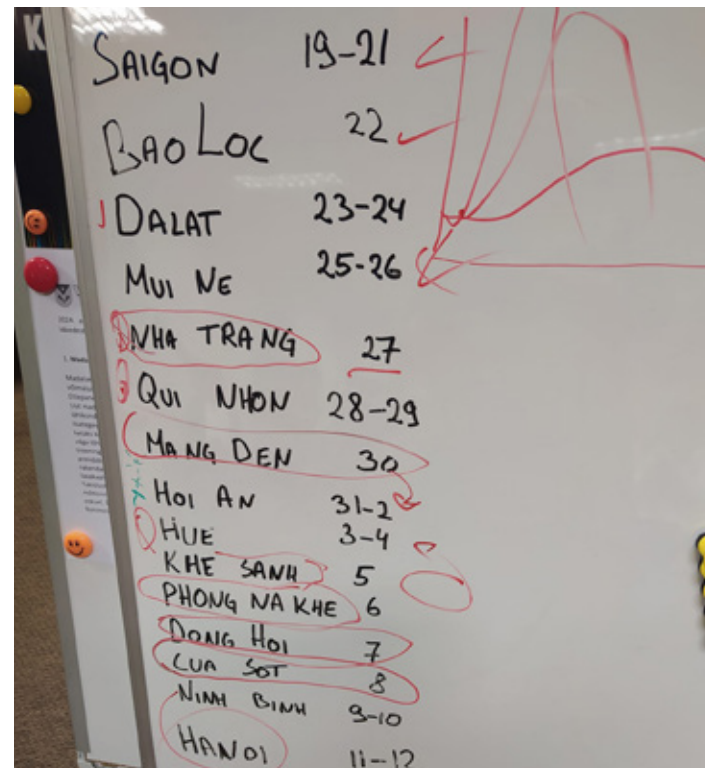 K
SAIGON 19-21
BAO LOC 22
DALAT 23-24
MUI NE 25-26
NHA TRANG 27
QUI NHON 28-29
MANG DEN 30
HOI AN 31-2
HUE 3-4
KHE SANH 5
PHONG NA KHE 6
DONG HOI 7
CUA SOT 8
NINH BINH 9-10
HANOI 11-12